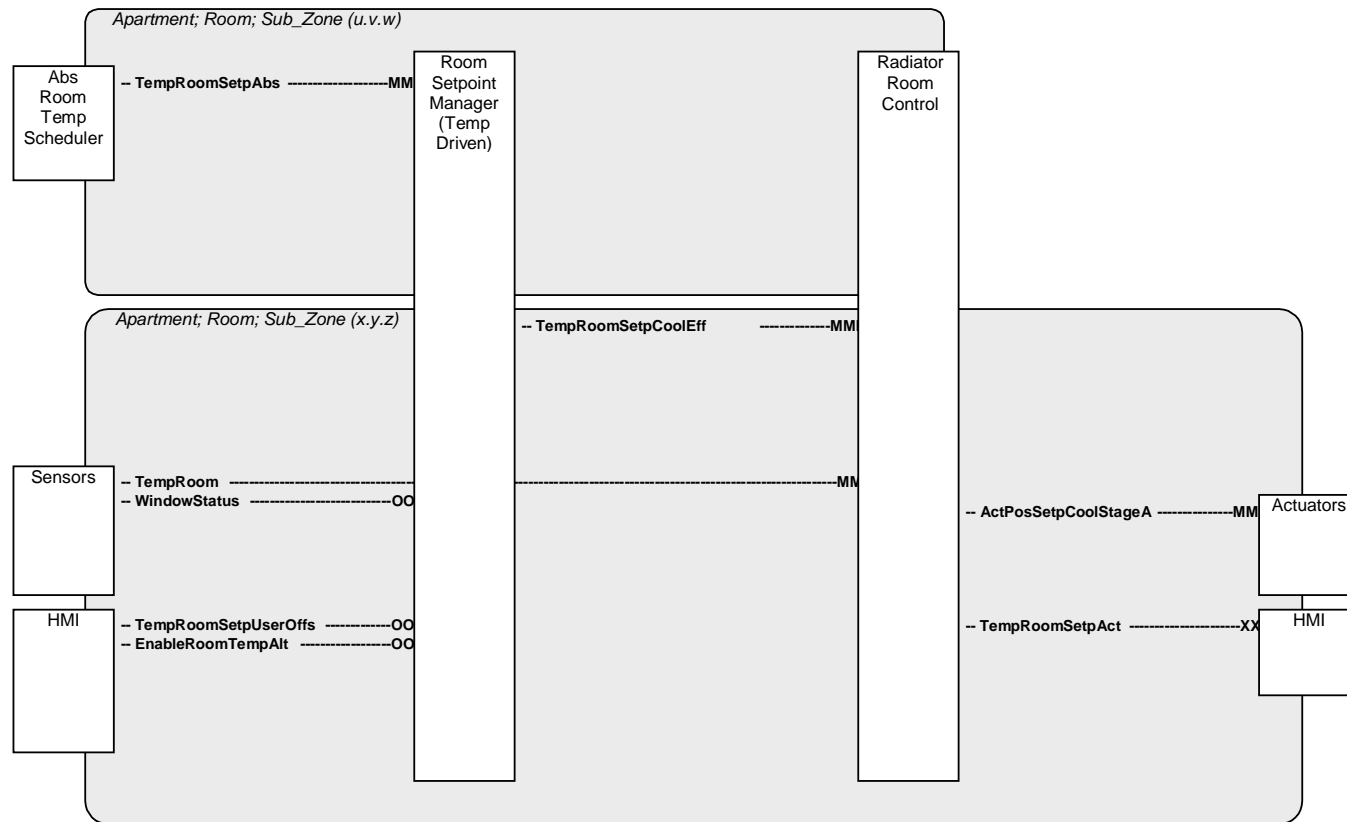 Apartment; Room; Sub_Zone (u.v.w)
Abs
Room
Temp
Scheduler
-- TempRoomSetpAbs --------------------MM
Room
Setpoint
Manager
(Temp
Driven)
Radiator
Room
Control
Apartment; Room; Sub_Zone (x.y.z)
-- TempRoomSetpCoolEff --------------MM
Sensors
-- TempRoom ----------------------------------------MM
-- WindowStatus ----------------------------OO
-- ActPosSetpCoolStageA ---------------MM
Actuators
HMI
-- TempRoomSetpUserOffs -------------OO
-- EnableRoomTempAlt ------------------OO
-- TempRoomSetpAct ----------------------XX
HMI